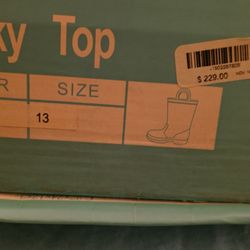 ky Top
R SIZE
13
$ 229.00